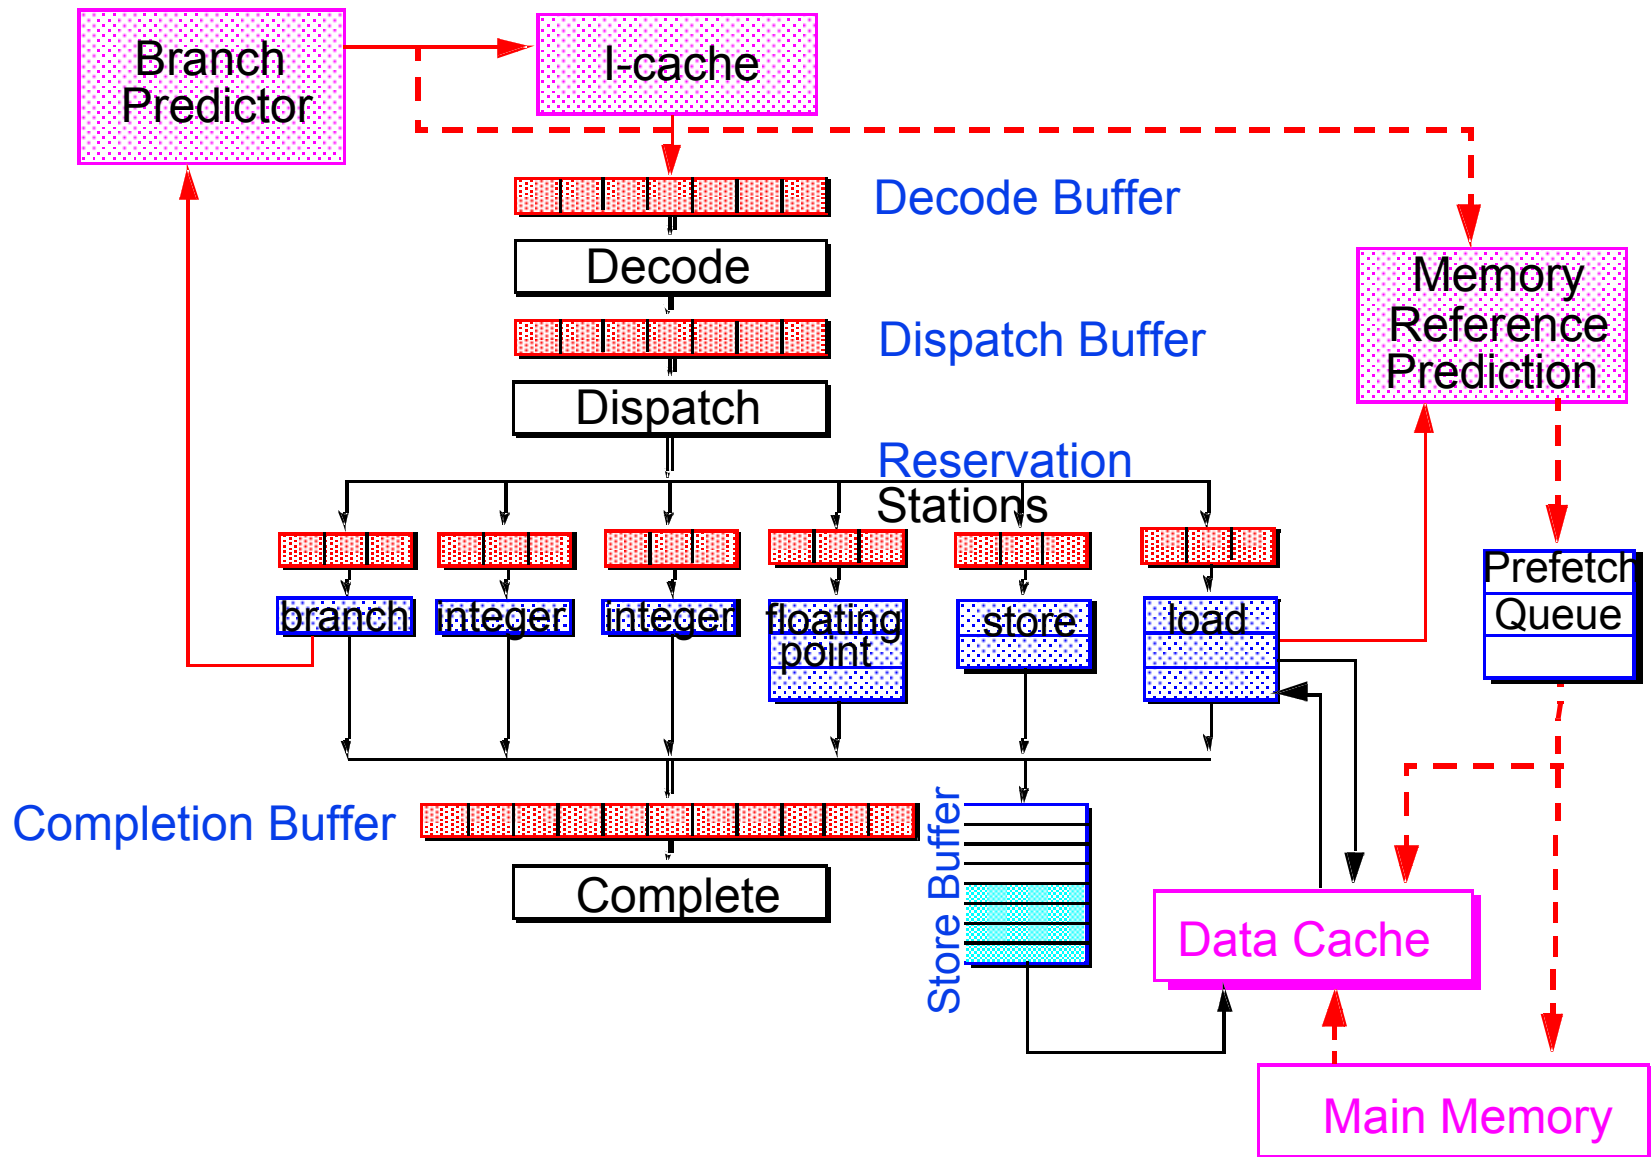 Branch
Predictor
I-cache
Decode Buffer
Decode
Memory
Reference
Prediction
Dispatch Buffer
Dispatch
Reservation
Stations
branch
integer
integer
floating
point
store
load
Prefetch
Queue
Completion Buffer
Complete
Store Buffer
Data Cache
Main Memory